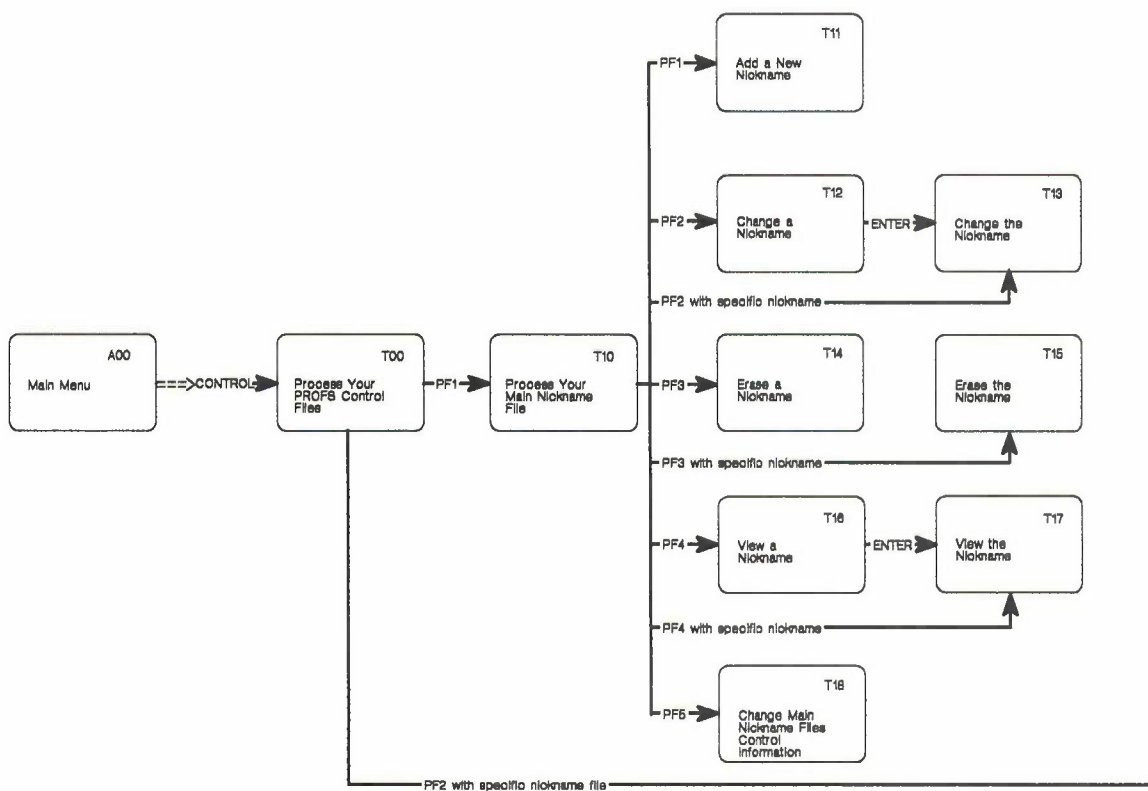 T11
PF1
Add a New
Nickname
T12
T13
PF2
Change a
Nickname
ENTER
Change the
Nickname
PF2 with specific nickname
A00
Main Menu
===>CONTROL
T00
Process Your
PROFS Control
Files
PF1
T10
Process Your
Main Nickname
File
T14
PF3
Erase a
Nickname
T15
Erase the
Nickname
PF3 with specific nickname
T16
PF4
View a
Nickname
ENTER
T17
View the
Nickname
PF4 with specific nickname
T18
PF5
Change Main
Nickname Files
Control
Information
PF2 with specific nickname file